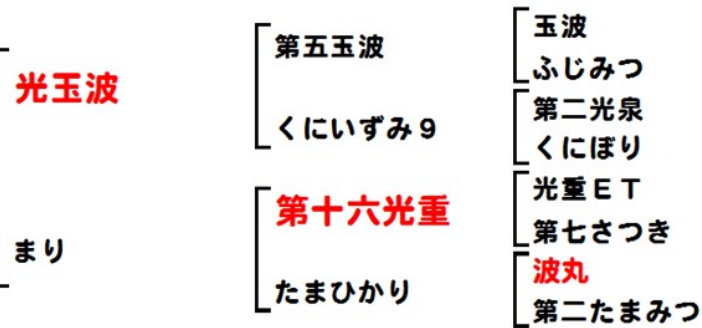 光玉波
まり
第五玉波
くにいずみ９
第十六光重
たまひかり
玉波
ふじみつ
第二光泉
くにぼり
光重ＥＴ
第七さつき
波丸
第二たまみつ